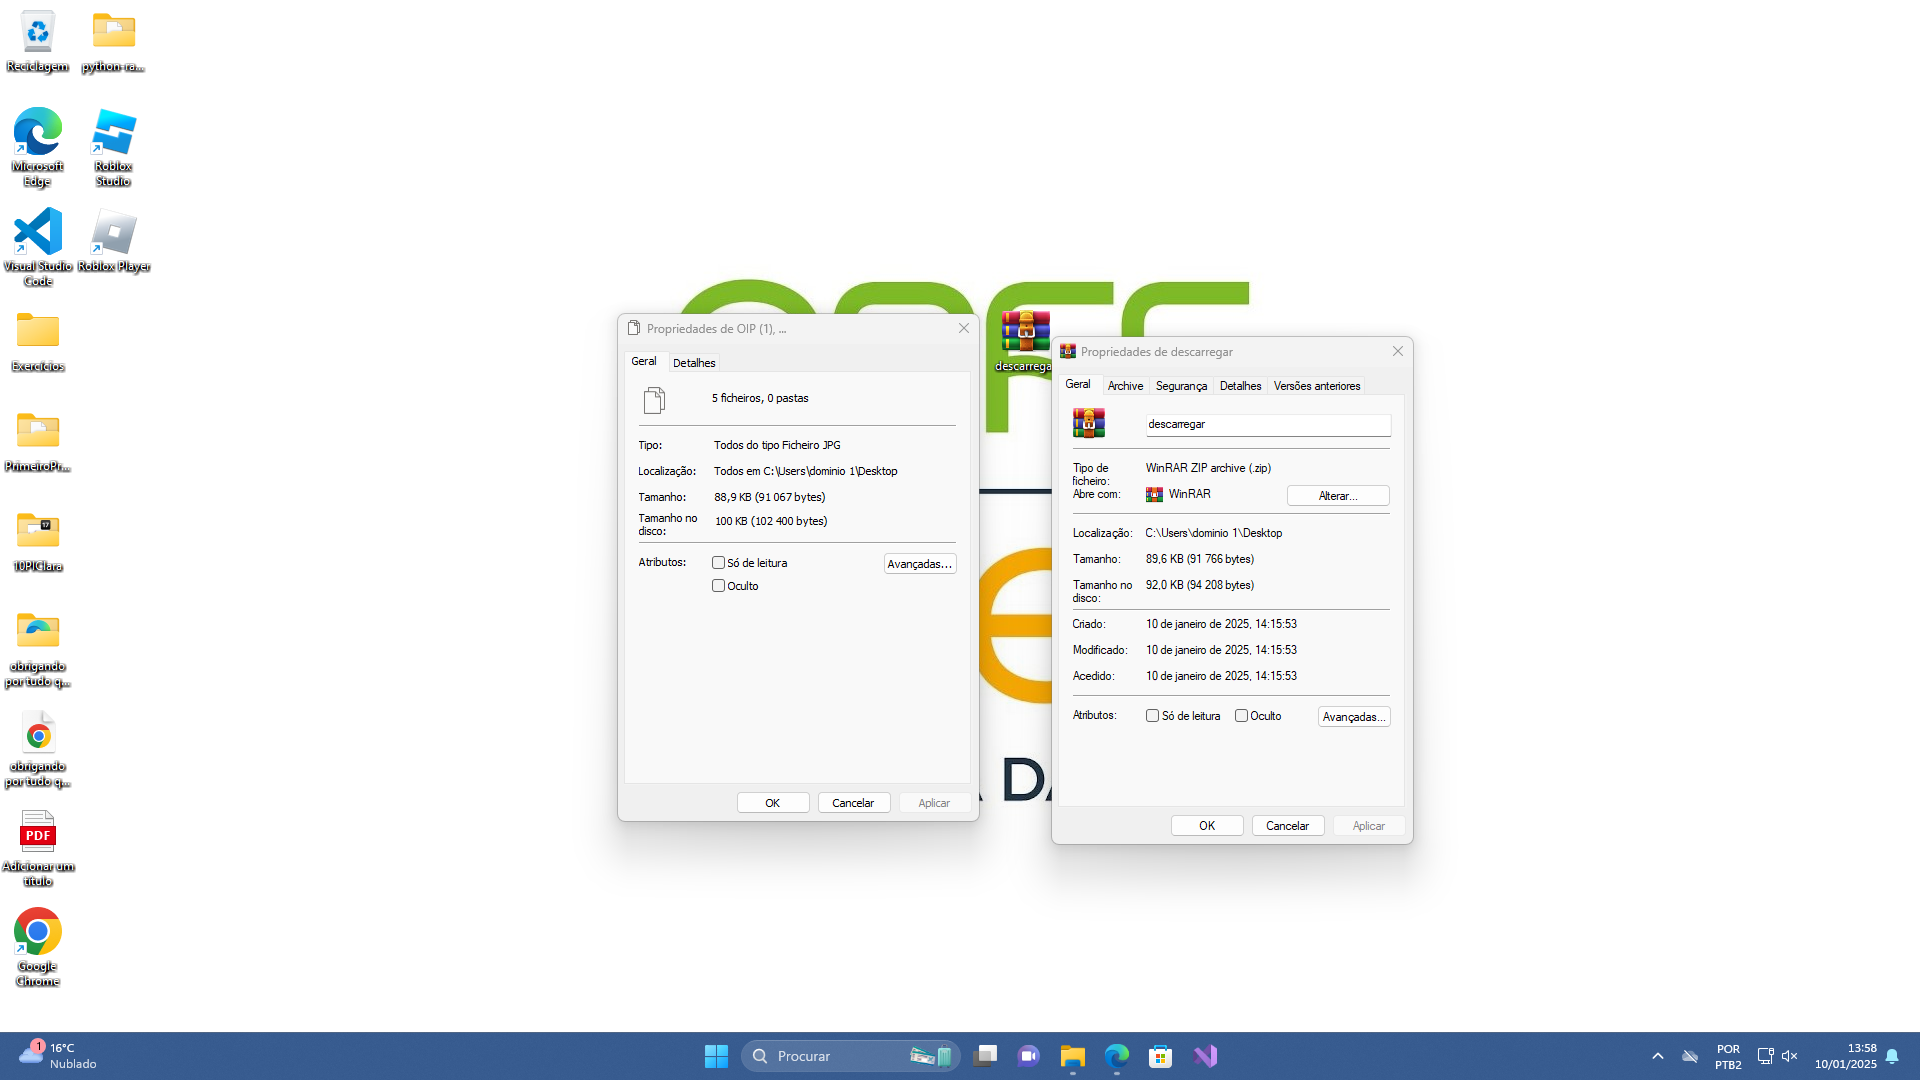 Reciclagem
python-ra...
Microsoft
Edge
Roblox
Studio
Visual Studio
Code
Roblox Player
Exercícios
PrimeiroPr...
10PIClara
obrigando
por tudo q...
obrigando
por tudo q...
PDF
Adicionar um
título
Google
Chrome
descarrega
DA
Propriedades de OIP (1), ...
Geral
Detalhes
5 ficheiros, 0 pastas
Tipo: Todos do tipo Ficheiro JPG
Localização: Todos em C:\Users\dominio 1\Desktop
Tamanho: 88,9 KB (91 067 bytes)
Tamanho no
disco: 100 KB (102 400 bytes)
Atributos: Só de leitura Avançadas...
Oculto
OK Cancelar Aplicar
Propriedades de descarregar
Geral Archive Segurança Detalhes Versões anteriores
descarregar
Tipo de
ficheiro: WinRAR ZIP archive (.zip)
Abre com: WinRAR Alterar...
Localização: C:\Users\dominio 1\Desktop
Tamanho: 89,6 KB (91 766 bytes)
Tamanho no
disco: 92,0 KB (94 208 bytes)
Criado: 10 de janeiro de 2025, 14:15:53
Modificado: 10 de janeiro de 2025, 14:15:53
Acedido: 10 de janeiro de 2025, 14:15:53
Atributos: Só de leitura Oculto Avançadas...
OK Cancelar Aplicar
1
16°C
Nublado
Procurar
POR
PTB2
13:58
10/01/2025